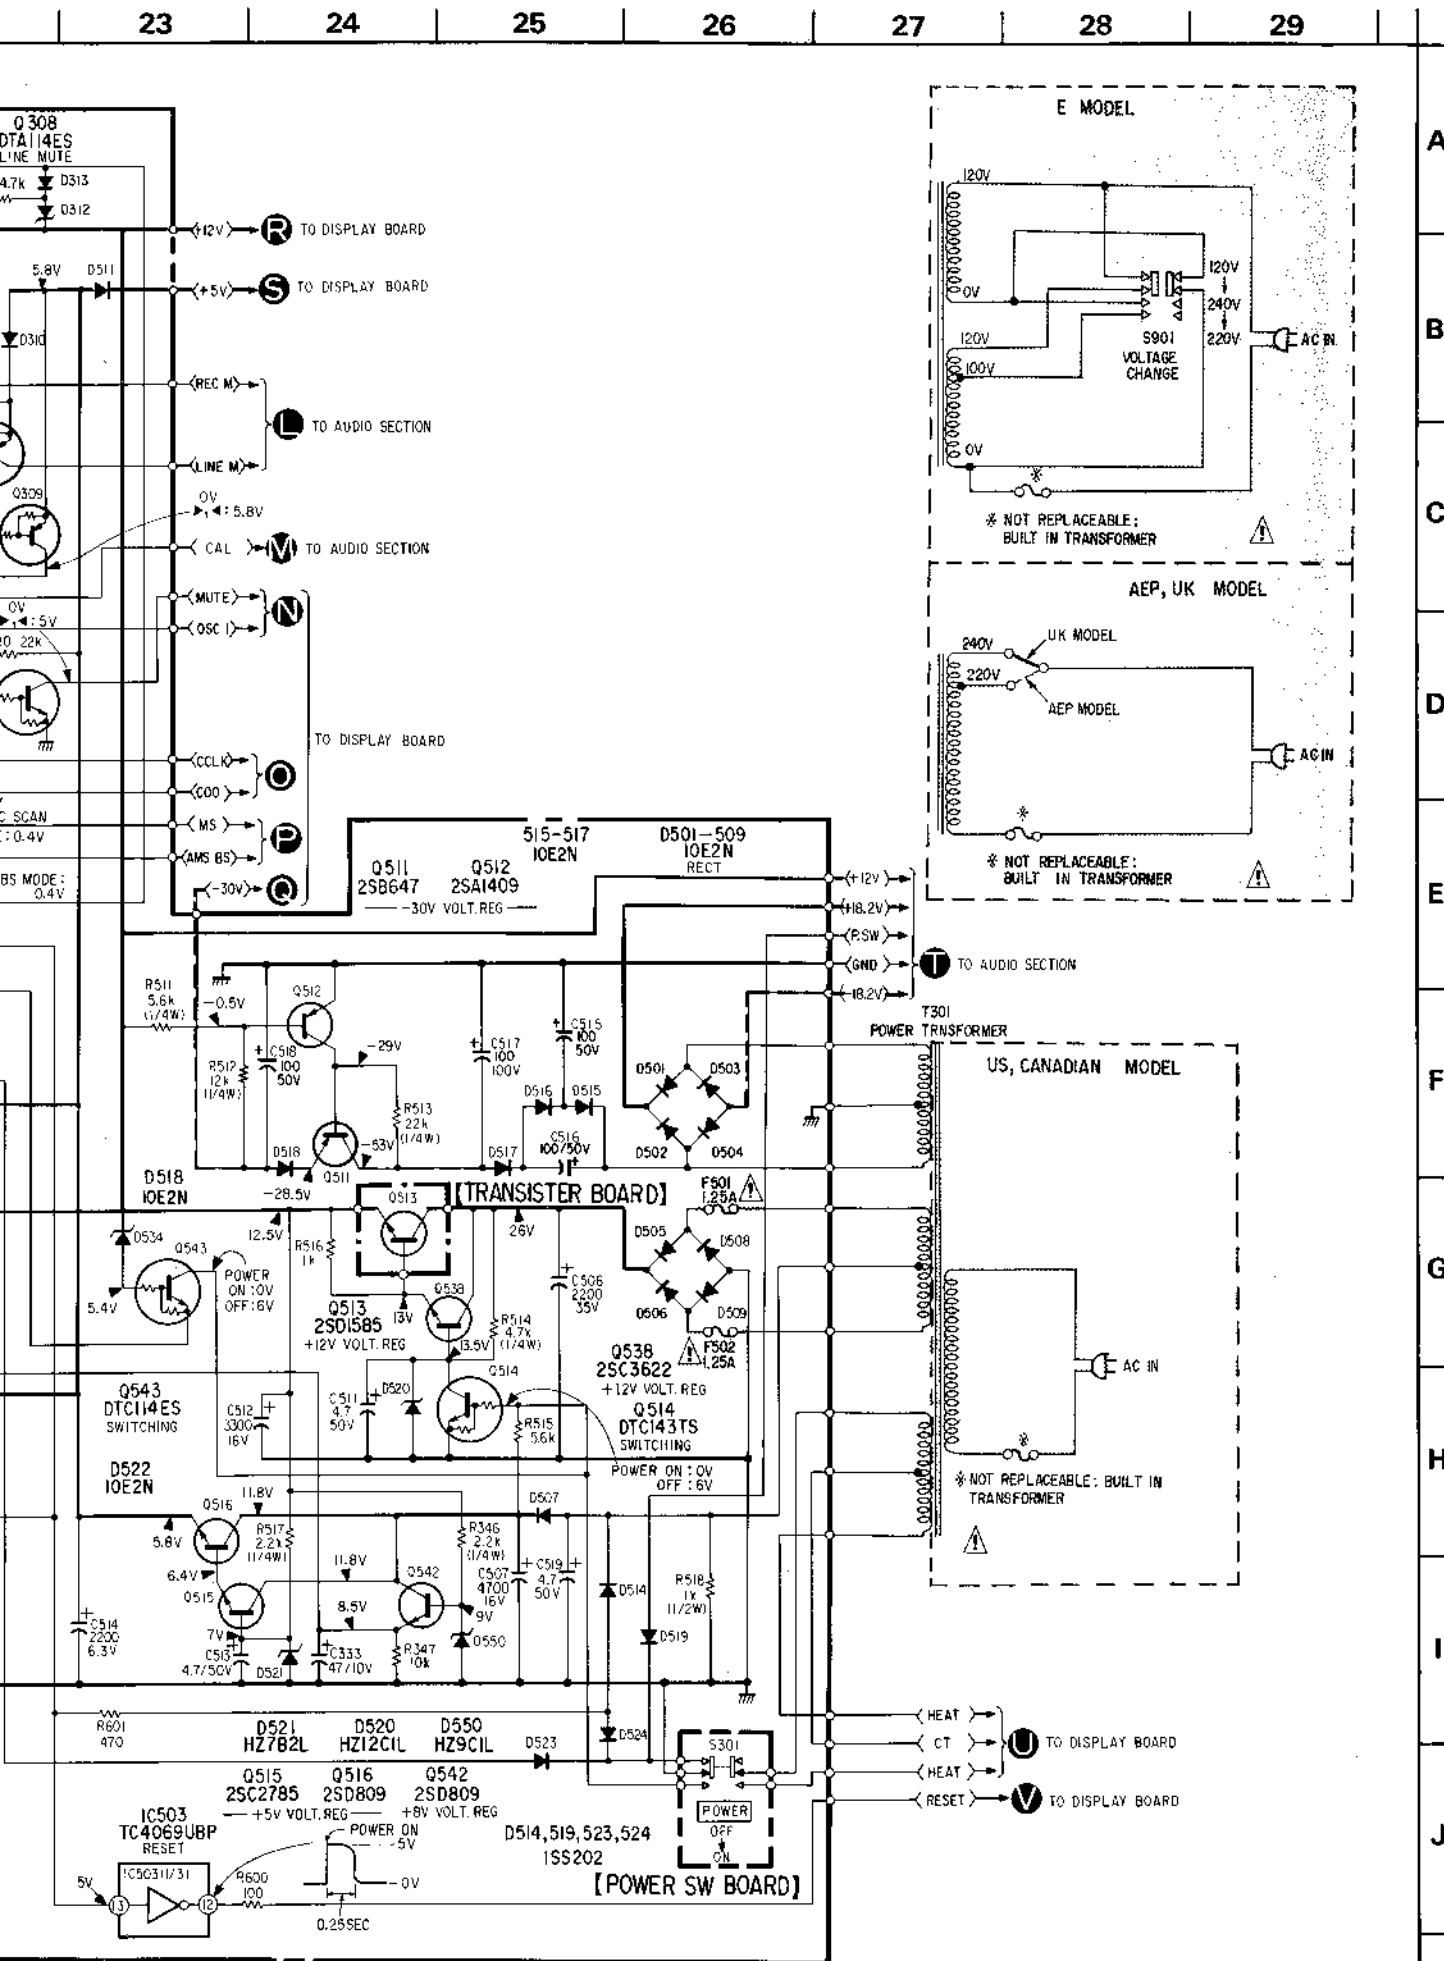 23 24 25 26 27 28 29
A
B
C
D
E
F
G
H
I
J
Q308
DTA114ES
LINE MUTE
4.7k
D313
D312
5.8V
D511
D310
Q309
0V
:5.8V
0V
:5V
22k
C SCAN
:0.4V
BS MODE:
0.4V
(+12V)
R TO DISPLAY BOARD
(+5V)
S TO DISPLAY BOARD
(REC M)
L TO AUDIO SECTION
(LINE M)
( CAL )
M TO AUDIO SECTION
(MUTE)
N
(OSC I)
TO DISPLAY BOARD
(CCLK)
O
(COO )
( MS )
P
(AMS BS)
(-30V)
Q
E MODEL
120V
0V
120V
100V
0V
120V
240V
220V
S901
VOLTAGE
CHANGE
AC IN
※
※ NOT REPLACEABLE:
BUILT IN TRANSFORMER
AEP, UK MODEL
240V
UK MODEL
220V
AEP MODEL
AC IN
※
※ NOT REPLACEABLE:
BUILT IN TRANSFORMER
515-517
10E2N
D501-509
10E2N
RECT
Q511
2SB647
Q512
2SA1409
-30V VOLT.REG
(+12V )
(+18.2V)
(P.SW )
(GND )
(-18.2V)
T TO AUDIO SECTION
R511
5.6k
(1/4W)
-0.5V
Q512
C518
100
50V
R512
12k
(1/4W)
-29V
R513
22k
(1/4W)
C517
100
100V
C515
100
50V
D516
D515
C516
100/50V
D517
D518
-53V
Q511
-28.5V
D501
D503
D502
D504
T301
POWER TRNSFORMER
US, CANADIAN MODEL
D518
10E2N
[TRANSISTER BOARD]
F501
1.25A
Q513
12.5V
26V
D534
Q543
R516
1k
POWER
ON :0V
OFF:6V
5.4V
Q513
2SD1585
+12V VOLT.REG
13V
Q538
R514
4.7k
(1/4W)
C506
2200
35V
D505
D508
D506
D509
F502
1.25A
13.5V
Q538
2SC3622
+12V VOLT.REG
Q514
Q543
DTC114ES
SWITCHING
C512
3300
16V
C511
4.7
50V
D520
R515
5.6k
Q514
DTC143TS
SWITCHING
POWER ON : 0V
OFF : 6V
AC IN
※
※ NOT REPLACEABLE: BUILT IN
TRANSFORMER
D522
10E2N
Q516
11.8V
5.8V
R517
2.2k
(1/4W)
11.8V
6.4V
Q515
8.5V
Q542
R346
2.2k
(1/4W)
D507
C507
4700
16V
C519
4.7
50V
D514
R518
1k
(1/2W)
D519
9V
D550
C514
2200
6.3V
7V
C513
4.7/50V
D521
C333
47/10V
R347
10k
R601
470
D521
HZ7B2L
D520
HZ12C1L
D550
HZ9C1L
D523
D524
S301
(HEAT )
( CT )
(HEAT )
U TO DISPLAY BOARD
(RESET)
V TO DISPLAY BOARD
Q515
2SC2785
Q516
2SD809
Q542
2SD809
+5V VOLT.REG
+8V VOLT. REG
POWER
OFF
ON
[POWER SW BOARD]
D514,519,523,524
1SS202
IC503
TC4069UBP
RESET
POWER ON
5V
0V
0.25SEC
5V
IC503(1/3)
13
12
R600
100